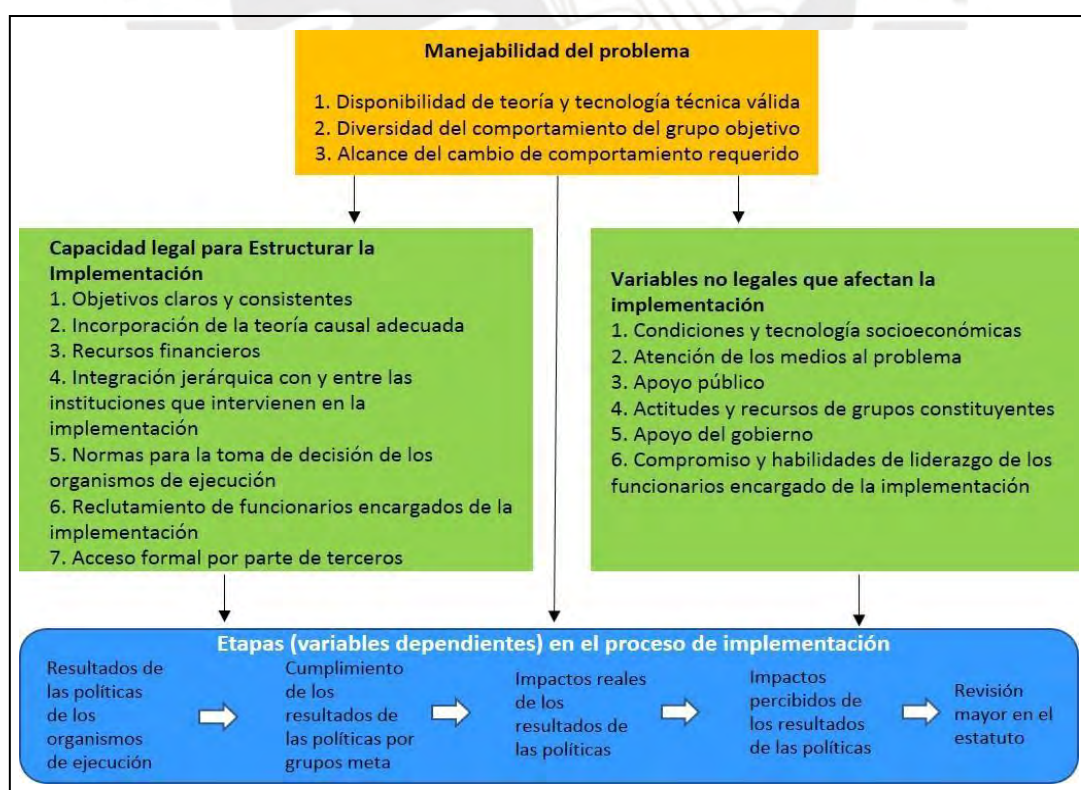 Manejabilidad del problema
1. Disponibilidad de teoría y tecnología técnica válida
2. Diversidad del comportamiento del grupo objetivo
3. Alcance del cambio de comportamiento requerido
Capacidad legal para Estructurar la
Implementación
1. Objetivos claros y consistentes
2. Incorporación de la teoría causal adecuada
3. Recursos financieros
4. Integración jerárquica con y entre las
instituciones que intervienen en la
implementación
5. Normas para la toma de decisión de los
organismos de ejecución
6. Reclutamiento de funcionarios encargados de la
implementación
7. Acceso formal por parte de terceros
Variables no legales que afectan la
implementación
1. Condiciones y tecnología socioeconómicas
2. Atención de los medios al problema
3. Apoyo público
4. Actitudes y recursos de grupos constituyentes
5. Apoyo del gobierno
6. Compromiso y habilidades de liderazgo de los
funcionarios encargado de la implementación
Etapas (variables dependientes) en el proceso de implementación
Resultados de
las políticas
de los
organismos
de ejecución
Cumplimiento
de los
resultados de
las políticas por
grupos meta
Impactos reales
de los
resultados de
las políticas
Impactos
percibidos de
los resultados
de las políticas
Revisión
mayor en el
estatuto